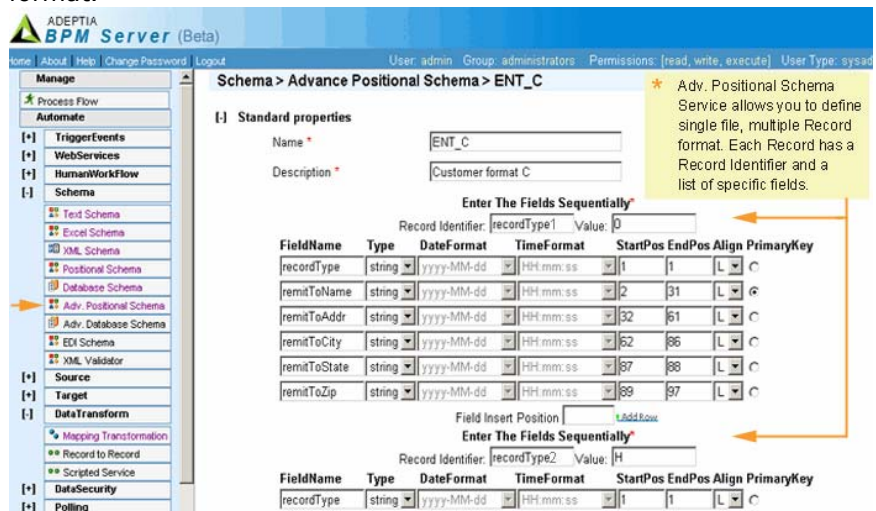 format.
ADEPTIA
BPM Server (Beta)
Home | About | Help | Change Password | Logout User: admin Group: administrators Permissions: [read, write, execute] User Type: sysad
Manage
Process Flow
Automate
[+] TriggerEvents
[+] WebServices
[+] HumanWorkFlow
[-] Schema
Text Schema
Excel Schema
XML Schema
Positional Schema
Database Schema
Adv. Positional Schema
Adv. Database Schema
EDI Schema
XML Validator
[+] Source
[+] Target
[-] DataTransform
Mapping Transformation
Record to Record
Scripted Service
[+] DataSecurity
[+] Polling
Schema > Advance Positional Schema > ENT_C
* Adv. Positional Schema
Service allows you to define
single file, multiple Record
format. Each Record has a
Record Identifier and a
list of specific fields.
[-] Standard properties
Name * ENT_C
Description * Customer format C
Enter The Fields Sequentially*
Record Identifier: recordType1 Value: 0
FieldName Type DateFormat TimeFormat StartPos EndPos Align PrimaryKey
recordType string yyyy-MM-dd HH:mm:ss 1 1 L
remitToName string yyyy-MM-dd HH:mm:ss 2 31 L
remitToAddr string yyyy-MM-dd HH:mm:ss 32 61 L
remitToCity string yyyy-MM-dd HH:mm:ss 62 86 L
remitToState string yyyy-MM-dd HH:mm:ss 87 88 L
remitToZip string yyyy-MM-dd HH:mm:ss 89 97 L
Field Insert Position Add Row
Enter The Fields Sequentially*
Record Identifier: recordType2 Value: H
FieldName Type DateFormat TimeFormat StartPos EndPos Align PrimaryKey
recordType string yyyy-MM-dd HH:mm:ss 1 1 L